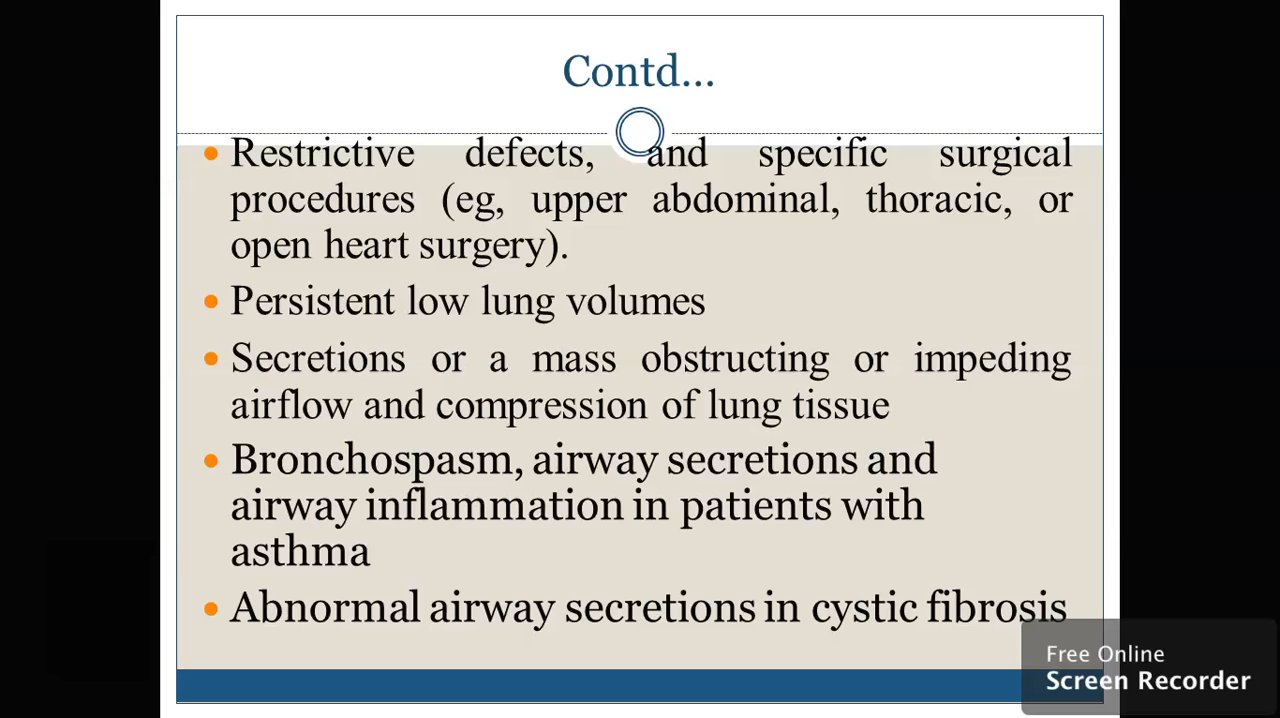 Contd...
Restrictive defects, and specific surgical
procedures (eg, upper abdominal, thoracic, or
open heart surgery).
Persistent low lung volumes
Secretions or a mass obstructing or impeding
airflow and compression of lung tissue
Bronchospasm, airway secretions and
airway inflammation in patients with
asthma
Abnormal airway secretions in cystic fibrosis
Free Online
Screen Recorder